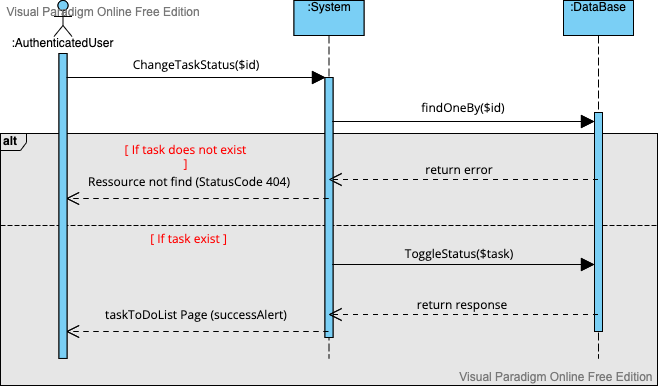 Visual Paradigm Online Free Edition
:System
:DataBase
:AuthenticatedUser
ChangeTaskStatus($id)
findOneBy($id)
alt
[ If task does not exist
]
return error
Ressource not find (StatusCode 404)
[ If task exist ]
ToggleStatus($task)
return response
taskToDoList Page (successAlert)
Visual Paradigm Online Free Edition